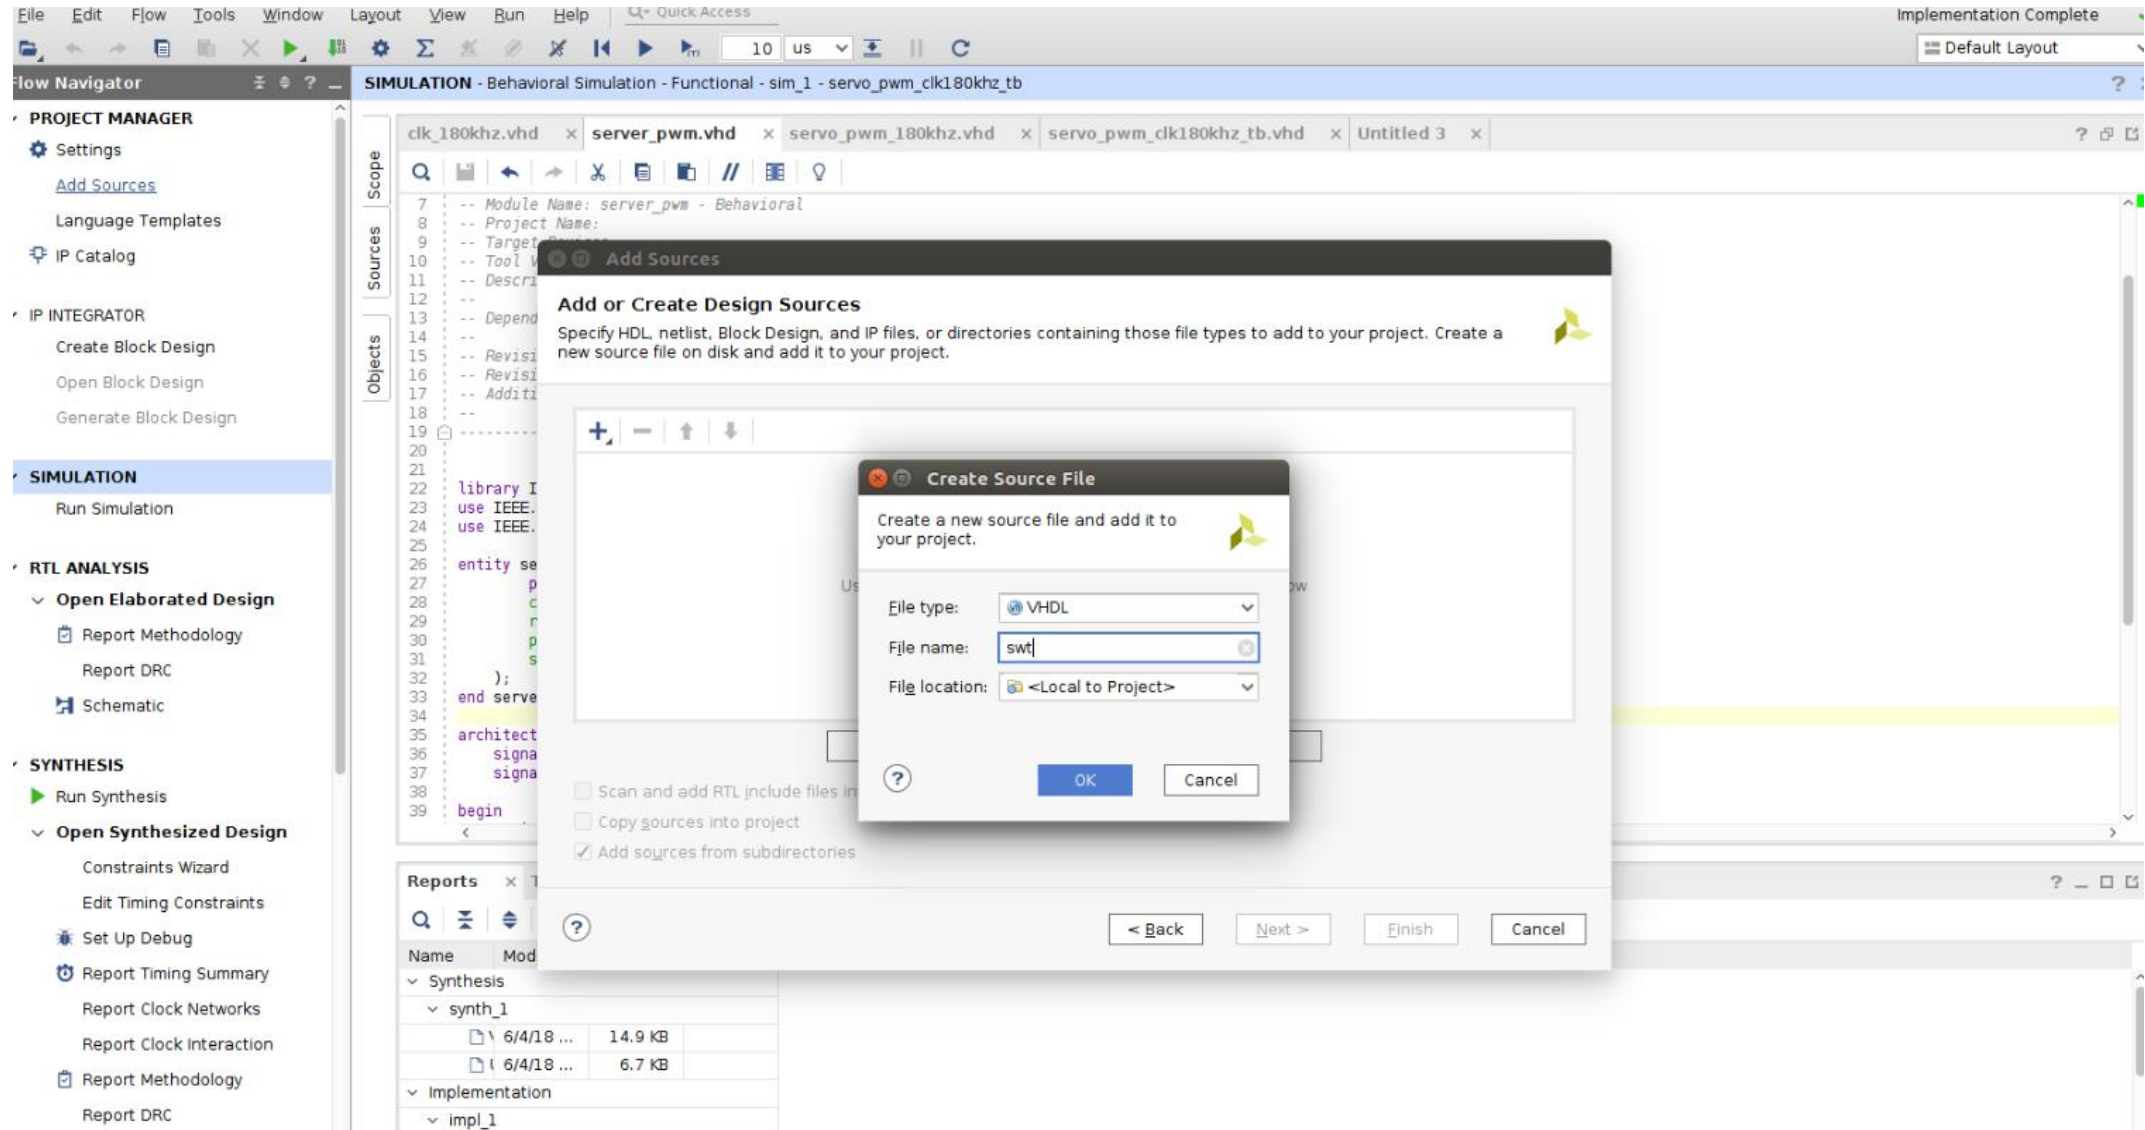 File Edit Flow Tools Window Layout View Run Help Quick Access Implementation Complete
10 us Default Layout
Flow Navigator ? SIMULATION - Behavioral Simulation - Functional - sim_1 - servo_pwm_clk180khz_tb ?
PROJECT MANAGER
Settings
Add Sources
Language Templates
IP Catalog
IP INTEGRATOR
Create Block Design
Open Block Design
Generate Block Design
SIMULATION
Run Simulation
RTL ANALYSIS
Open Elaborated Design
Report Methodology
Report DRC
Schematic
SYNTHESIS
Run Synthesis
Open Synthesized Design
Constraints Wizard
Edit Timing Constraints
Set Up Debug
Report Timing Summary
Report Clock Networks
Report Clock Interaction
Report Methodology
Report DRC
Scope
Sources
Objects
clk_180khz.vhd × server_pwm.vhd × servo_pwm_180khz.vhd × servo_pwm_clk180khz_tb.vhd × Untitled 3 × ?
7 -- Module Name: server_pwm - Behavioral
8 -- Project Name:
9 -- Target
10 -- Tool V
11 -- Descri
12 --
13 -- Depend
14 --
15 -- Revisi
16 -- Revisi
17 -- Additi
18 --
19 ---------
20
21
22 library I
23 use IEEE.
24 use IEEE.
25
26 entity se
27 p
28 c
29 r
30 p
31 s
32 );
33 end serve
34
35 architect
36 signa
37 signa
38
39 begin
Add Sources
Add or Create Design Sources
Specify HDL, netlist, Block Design, and IP files, or directories containing those file types to add to your project. Create a
new source file on disk and add it to your project.
Us
ow
Scan and add RTL include files in
Copy sources into project
Add sources from subdirectories
? < Back Next > Finish Cancel
Create Source File
Create a new source file and add it to
your project.
File type: VHDL
File name: swt
File location: <Local to Project>
? OK Cancel
Reports × T ?
Name Mod
Synthesis
synth_1
6/4/18 ... 14.9 KB
6/4/18 ... 6.7 KB
Implementation
impl_1